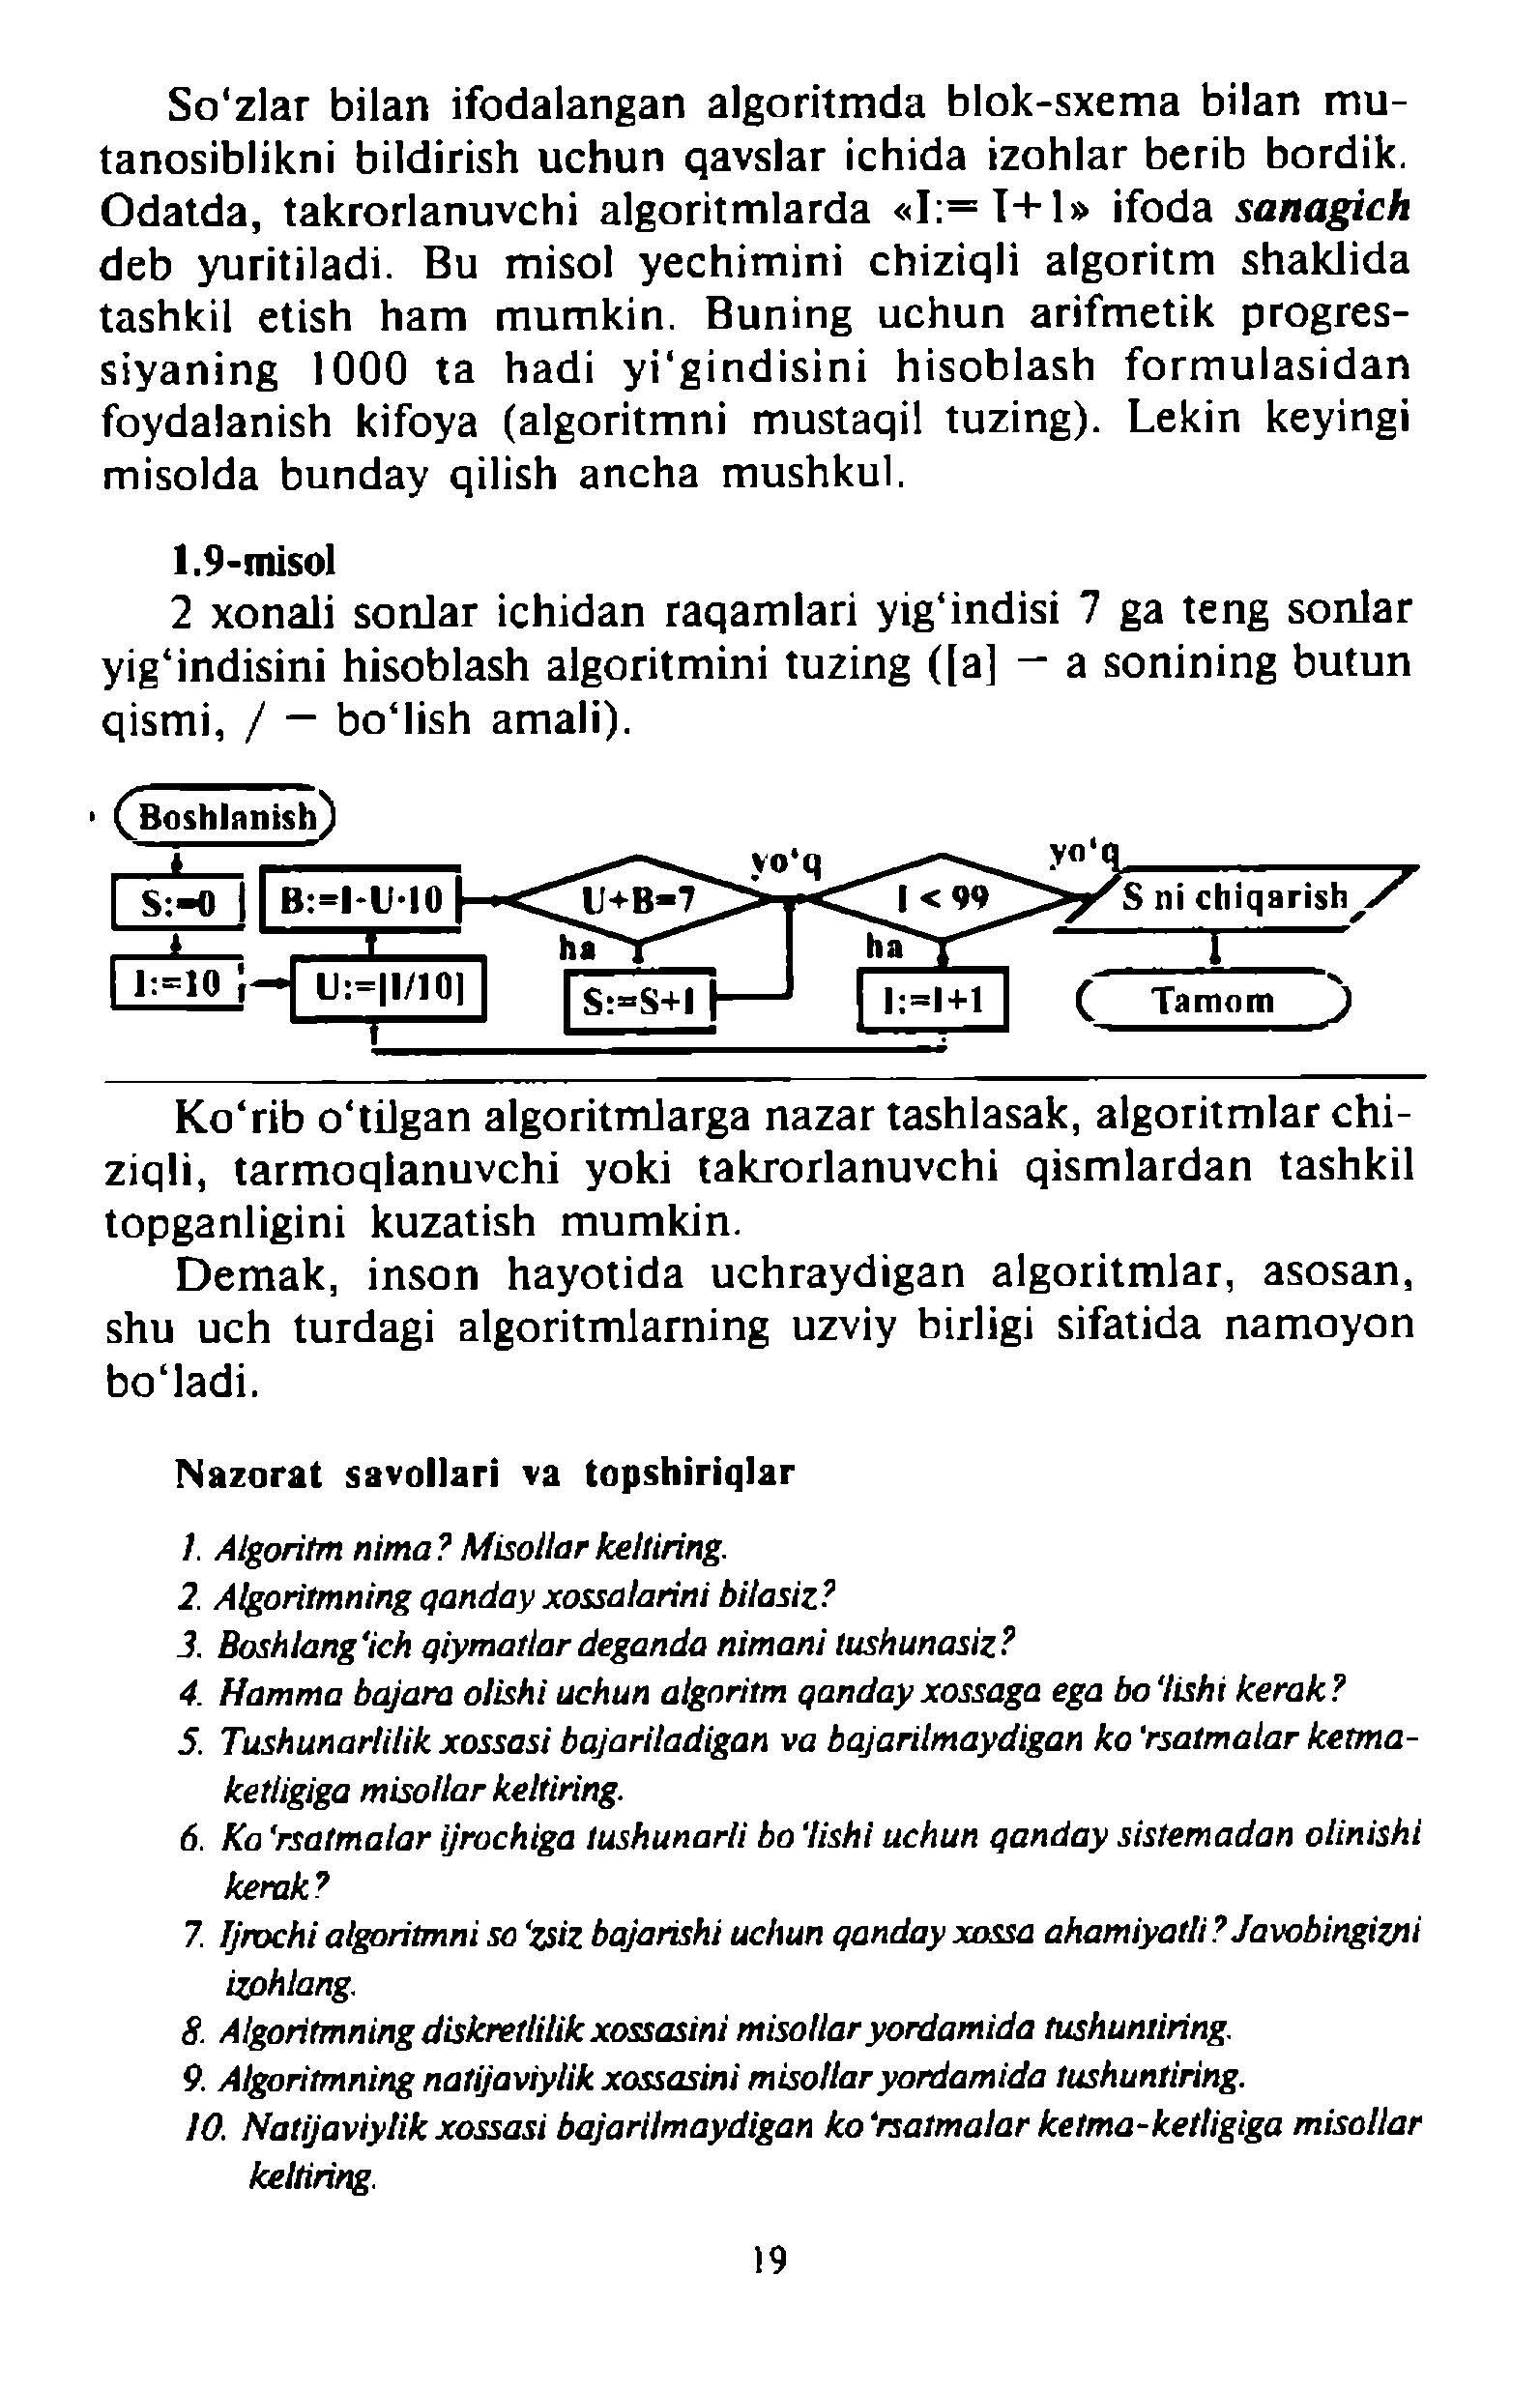 So‘zlar bilan ifodalangan algoritmda blok-sxema bilan mu-
tanosiblikni bildirish uchun qavslar ichida izohlar berib bordik.
Odatda, takrorlanuvchi algoritmlarda «I:= I+1» ifoda sanagich
deb yuritiladi. Bu misol yechimini chiziqli algoritm shaklida
tashkil etish ham mumkin. Buning uchun arifmetik progres-
siyaning 1000 ta hadi yi‘gindisini hisoblash formulasidan
foydalanish kifoya (algoritmni mustaqil tuzing). Lekin keyingi
misolda bunday qilish ancha mushkul.
1.9-misol
2 xonali sonlar ichidan raqamlari yig‘indisi 7 ga teng sonlar
yig‘indisini hisoblash algoritmini tuzing ([a] — a sonining butun
qismi, / — bo‘lish amali).
Boshlanish
S:=0
B:=I-U·10
U+B=7
yo‘q
I < 99
yo‘q
S ni chiqarish
I:=10
U:=[I/10]
ha
S:=S+I
ha
I:=I+1
Tamom
Ko‘rib o‘tilgan algoritmlarga nazar tashlasak, algoritmlar chi-
ziqli, tarmoqlanuvchi yoki takrorlanuvchi qismlardan tashkil
topganligini kuzatish mumkin.
Demak, inson hayotida uchraydigan algoritmlar, asosan,
shu uch turdagi algoritmlarning uzviy birligi sifatida namoyon
bo‘ladi.
Nazorat savollari va topshiriqlar
1. Algoritm nima? Misollar keltiring.
2. Algoritmning qanday xossalarini bilasiz?
3. Boshlang‘ich qiymatlar deganda nimani tushunasiz?
4. Hamma bajara olishi uchun algoritm qanday xossaga ega bo‘lishi kerak?
5. Tushunarlilik xossasi bajariladigan va bajarilmaydigan ko‘rsatmalar ketma-
ketligiga misollar keltiring.
6. Ko‘rsatmalar ijrochiga tushunarli bo‘lishi uchun qanday sistemadan olinishi
kerak?
7. Ijrochi algoritmni so‘zsiz bajarishi uchun qanday xossa ahamiyatli? Javobingizni
izohlang.
8. Algoritmning diskretlilik xossasini misollar yordamida tushuntiring.
9. Algoritmning natijaviylik xossasini misollar yordamida tushuntiring.
10. Natijaviylik xossasi bajarilmaydigan ko‘rsatmalar ketma-ketligiga misollar
keltiring.
19